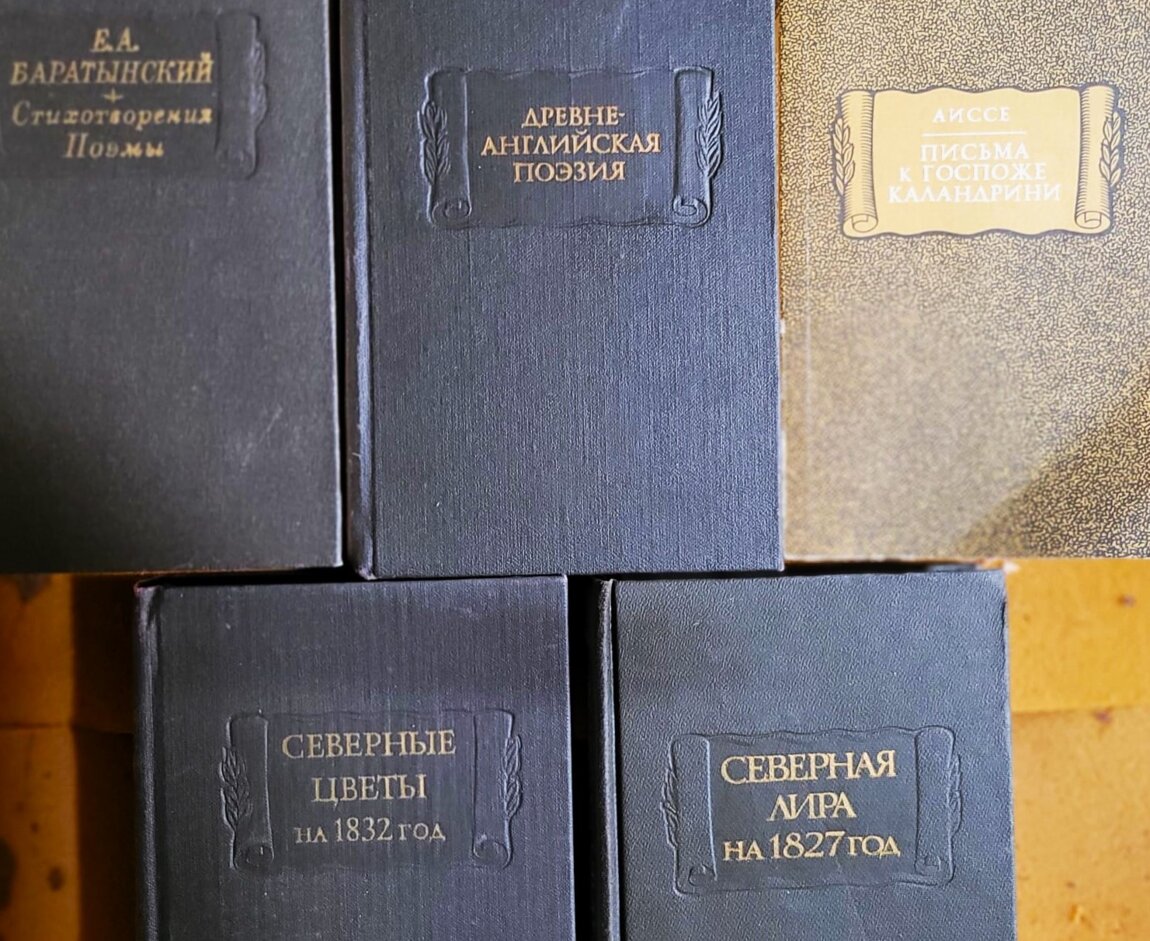 Е.А.
БАРАТЫНСКИЙ
Стихотворения
Поэмы
ДРЕВНЕ-
АНГЛИЙСКАЯ
ПОЭЗИЯ
АИССЕ
ПИСЬМА
К ГОСПОЖЕ
КАЛАНДРИНИ
СЕВЕРНЫЕ
ЦВЕТЫ
НА 1832 ГОД
СЕВЕРНАЯ
ЛИРА
НА 1827 ГОД